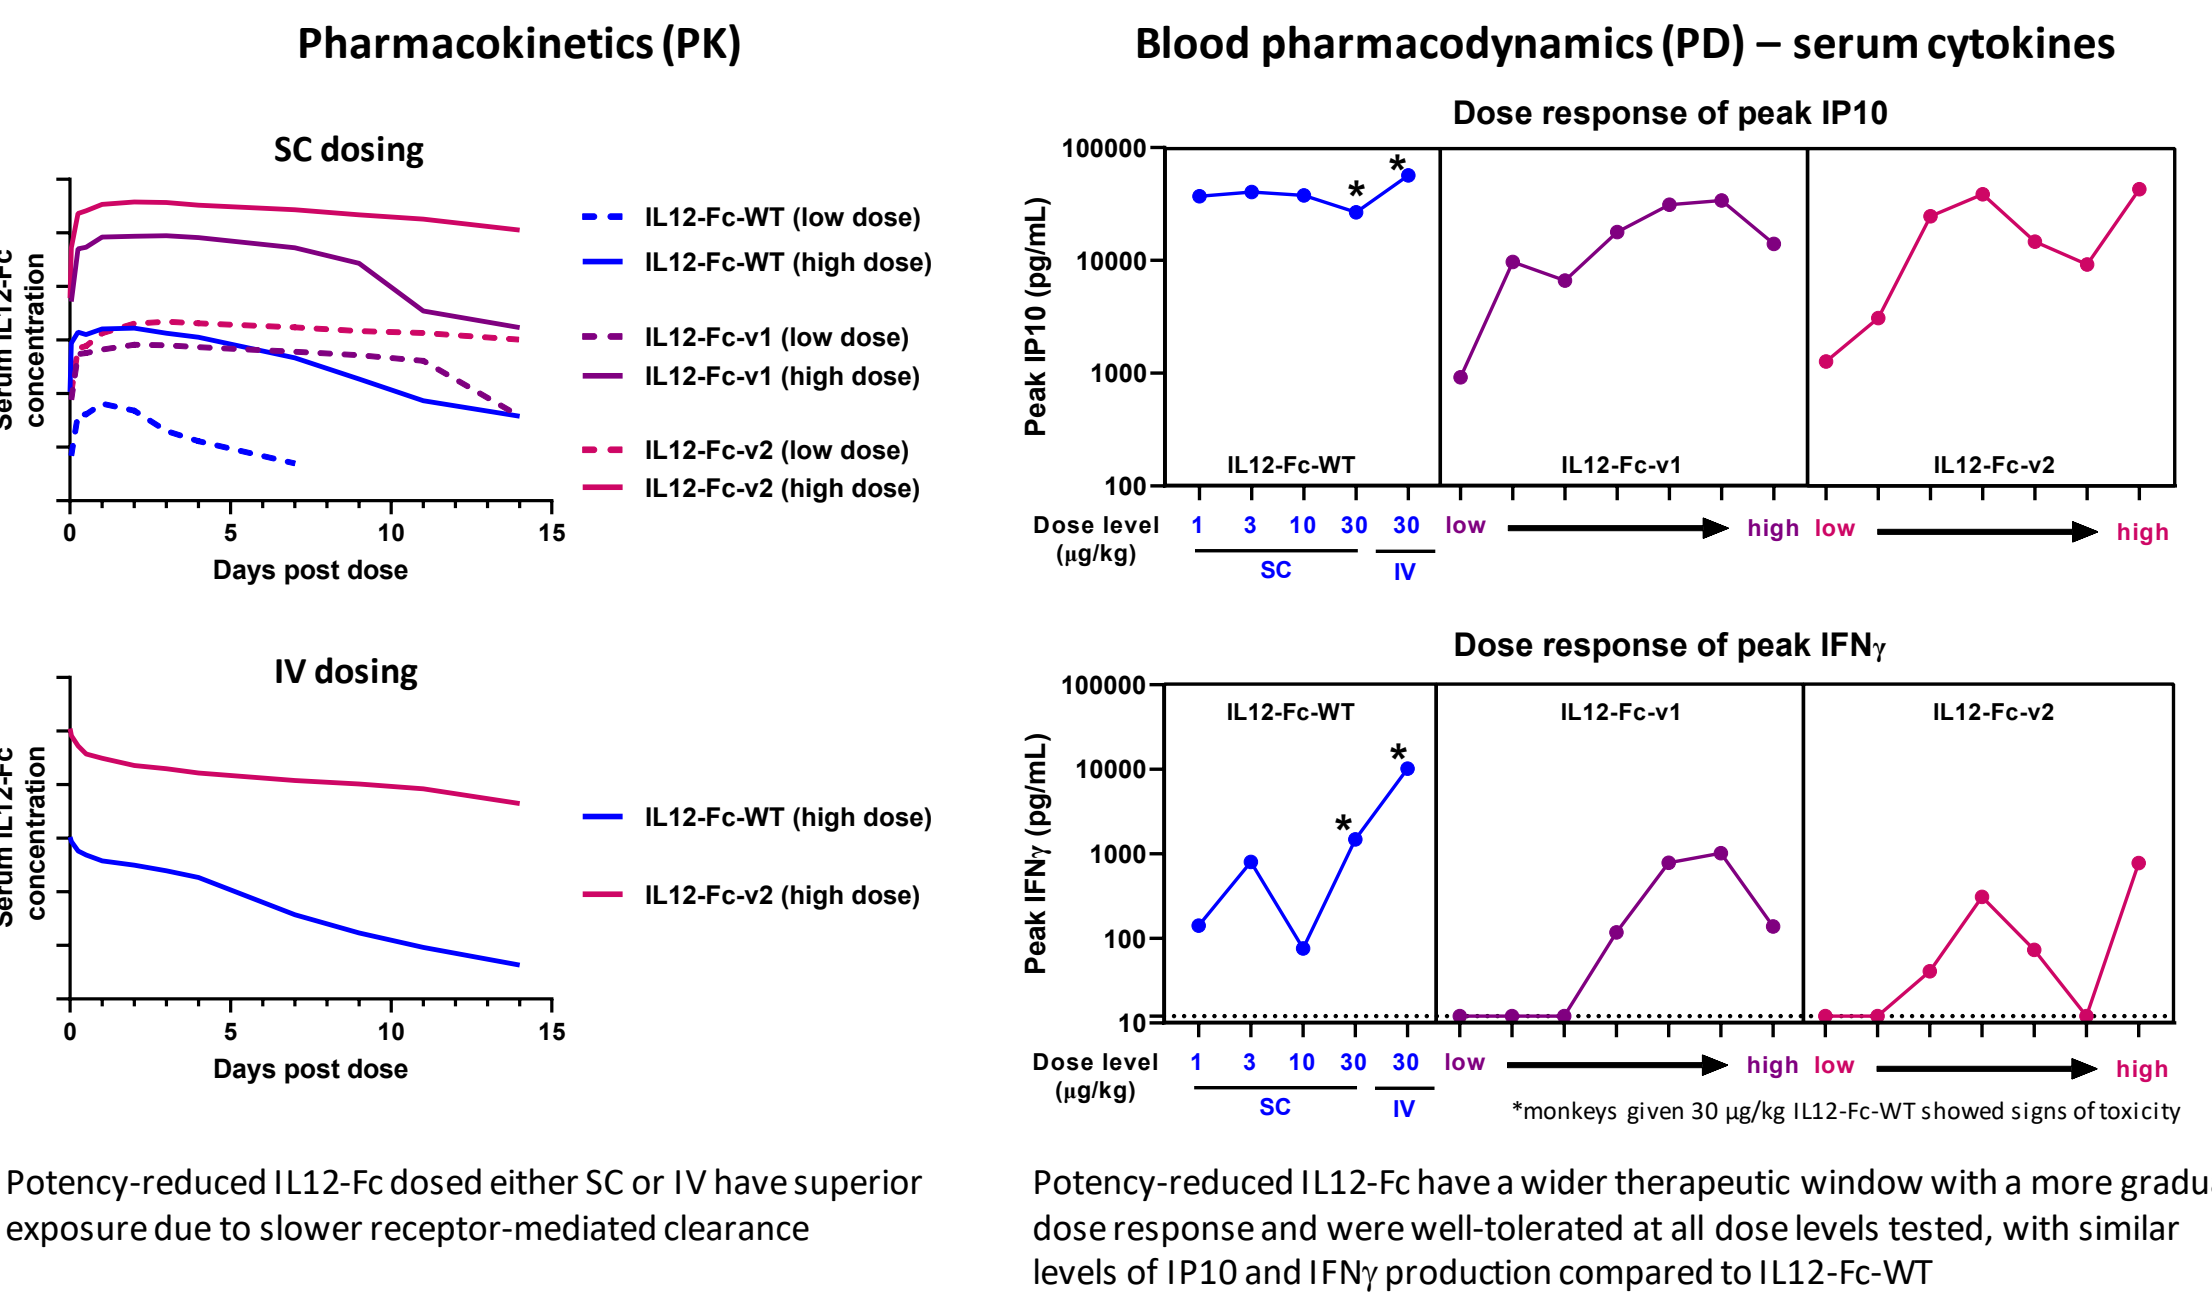 Pharmacokinetics (PK)
SC dosing
Serum IL12-Fc
concentration
IL12-Fc-WT (low dose)
IL12-Fc-WT (high dose)
IL12-Fc-v1 (low dose)
IL12-Fc-v1 (high dose)
IL12-Fc-v2 (low dose)
IL12-Fc-v2 (high dose)
0 5 10 15
Days post dose
IV dosing
Serum IL12-Fc
concentration
IL12-Fc-WT (high dose)
IL12-Fc-v2 (high dose)
0 5 10 15
Days post dose
Potency-reduced IL12-Fc dosed either SC or IV have superior
exposure due to slower receptor-mediated clearance
Blood pharmacodynamics (PD) – serum cytokines
Dose response of peak IP10
Peak IP10 (pg/mL)
100000
10000
1000
100
* *
IL12-Fc-WT IL12-Fc-v1 IL12-Fc-v2
Dose level 1 3 10 30 30 low high low high
(µg/kg)
SC IV
Dose response of peak IFNγ
Peak IFNγ (pg/mL)
100000
10000
1000
100
10
IL12-Fc-WT IL12-Fc-v1 IL12-Fc-v2
* *
Dose level 1 3 10 30 30 low high low high
(µg/kg)
SC IV
*monkeys given 30 µg/kg IL12-Fc-WT showed signs of toxicity
Potency-reduced IL12-Fc have a wider therapeutic window with a more gradu
dose response and were well-tolerated at all dose levels tested, with similar
levels of IP10 and IFNγ production compared to IL12-Fc-WT